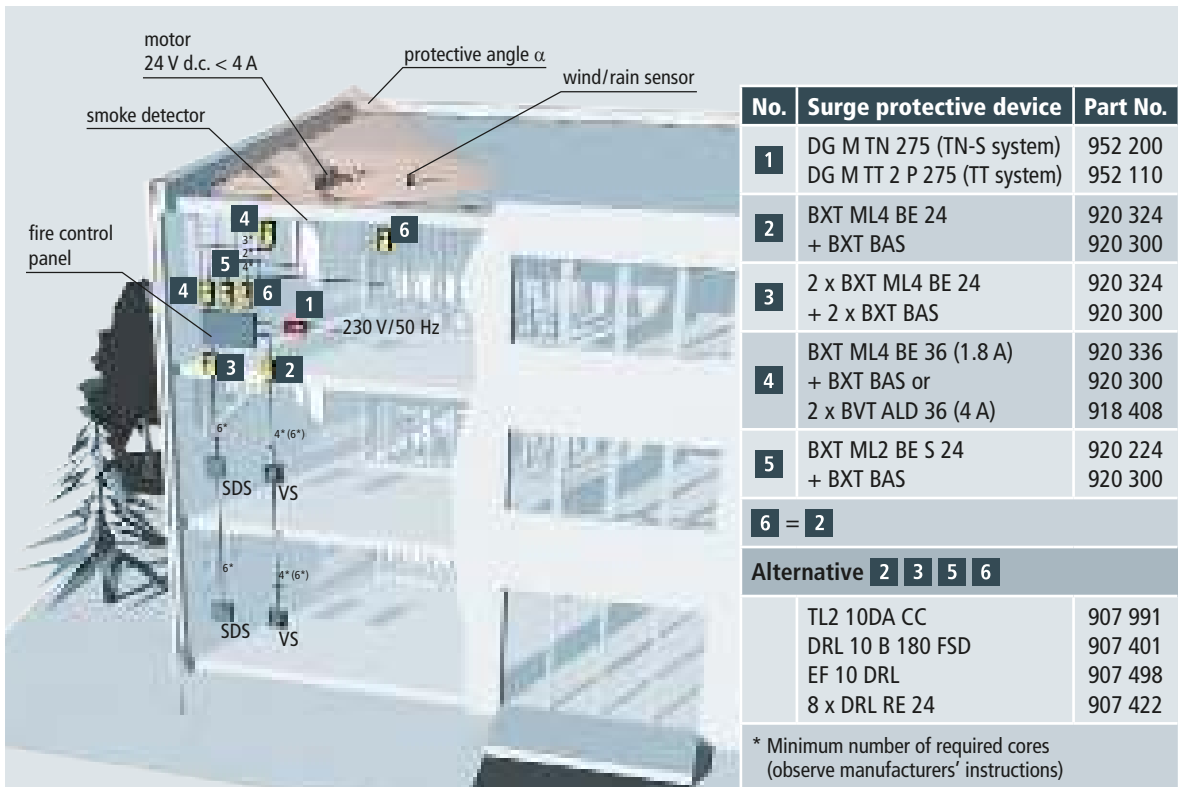 motor
24 V d.c. < 4 A
protective angle α
wind/rain sensor
smoke detector
fire control
panel
4
3*
2*
4*
6
5
4
6
1
230 V/50 Hz
3
2
6*
4* (6*)
SDS
VS
6*
4* (6*)
SDS
VS
No. Surge protective device Part No.
1
DG M TN 275 (TN-S system) 952 200
DG M TT 2 P 275 (TT system) 952 110
2
BXT ML4 BE 24 920 324
+ BXT BAS 920 300
3
2 x BXT ML4 BE 24 920 324
+ 2 x BXT BAS 920 300
4
BXT ML4 BE 36 (1.8 A) 920 336
+ BXT BAS or 920 300
2 x BVT ALD 36 (4 A) 918 408
5
BXT ML2 BE S 24 920 224
+ BXT BAS 920 300
6 = 2
Alternative 2 3 5 6
TL2 10DA CC 907 991
DRL 10 B 180 FSD 907 401
EF 10 DRL 907 498
8 x DRL RE 24 907 422
* Minimum number of required cores
(observe manufacturers’ instructions)